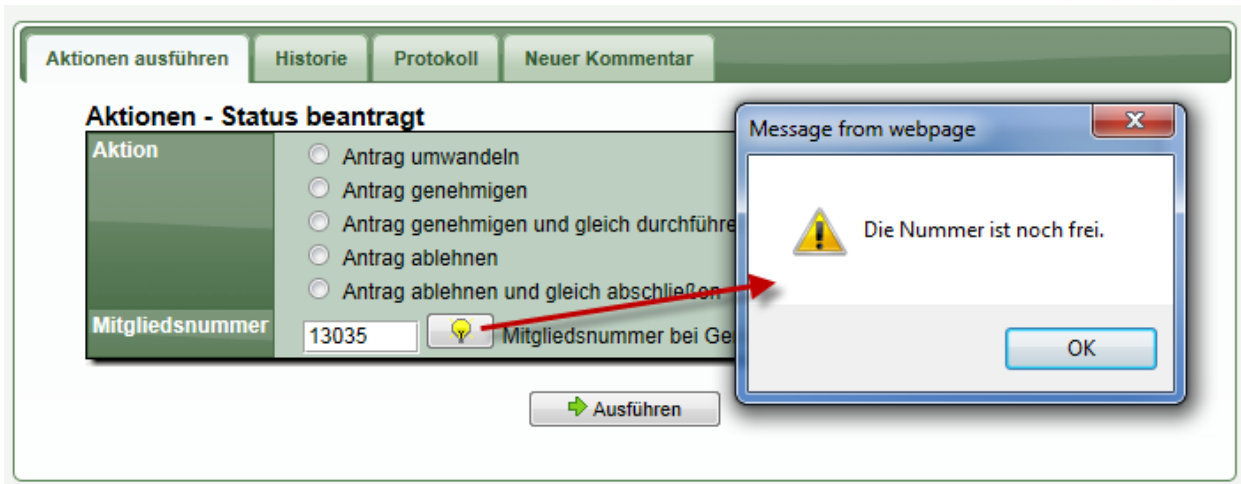 Aktionen ausführen Historie Protokoll Neuer Kommentar
Aktionen - Status beantragt
Message from webpage
Aktion
Antrag umwandeln
Antrag genehmigen
Antrag genehmigen und gleich
Die Nummer ist noch frei.
Antrag ablehnen
Antrag ablehnen und gleich abschließen
Mitgliedsnummer 13035 Mitgliedsnummer bei
OK
Ausführen